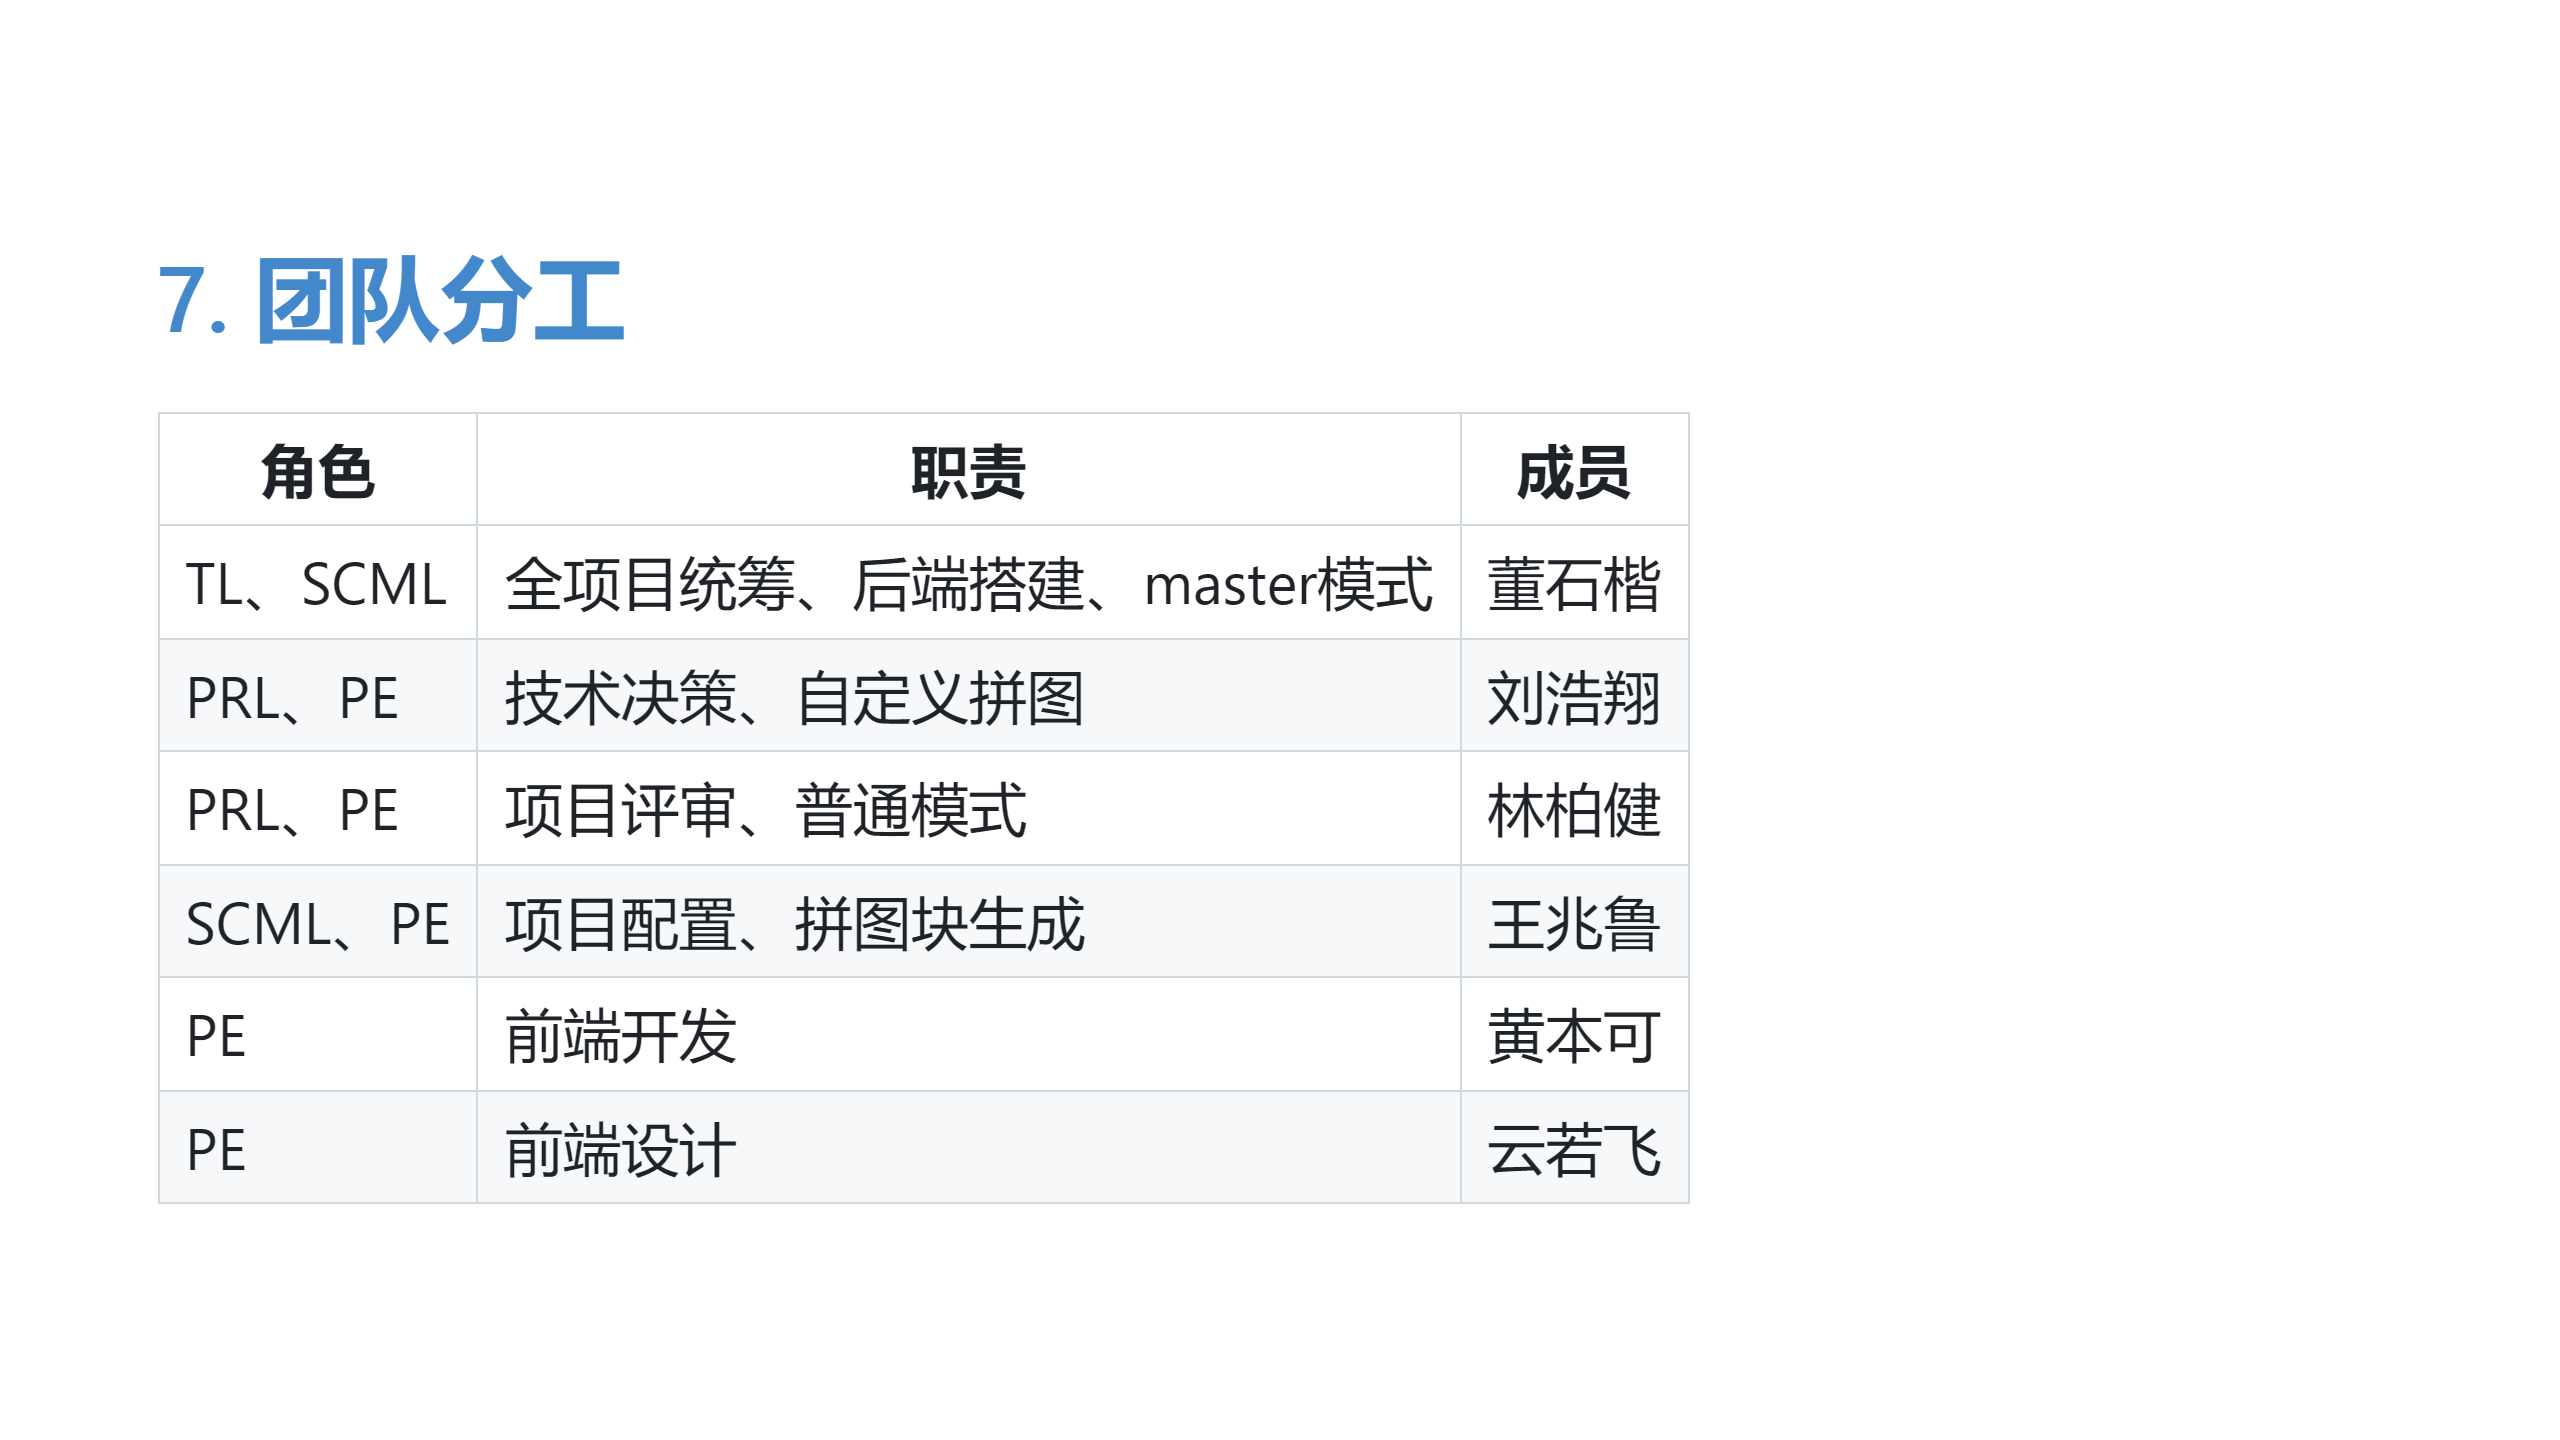 7. 团队分工
角色 职责 成员
TL、SCML 全项目统筹、后端搭建、master模式 董石楷
PRL、PE 技术决策、自定义拼图 刘浩翔
PRL、PE 项目评审、普通模式 林柏健
SCML、PE 项目配置、拼图块生成 王兆鲁
PE 前端开发 黄本可
PE 前端设计 云若飞